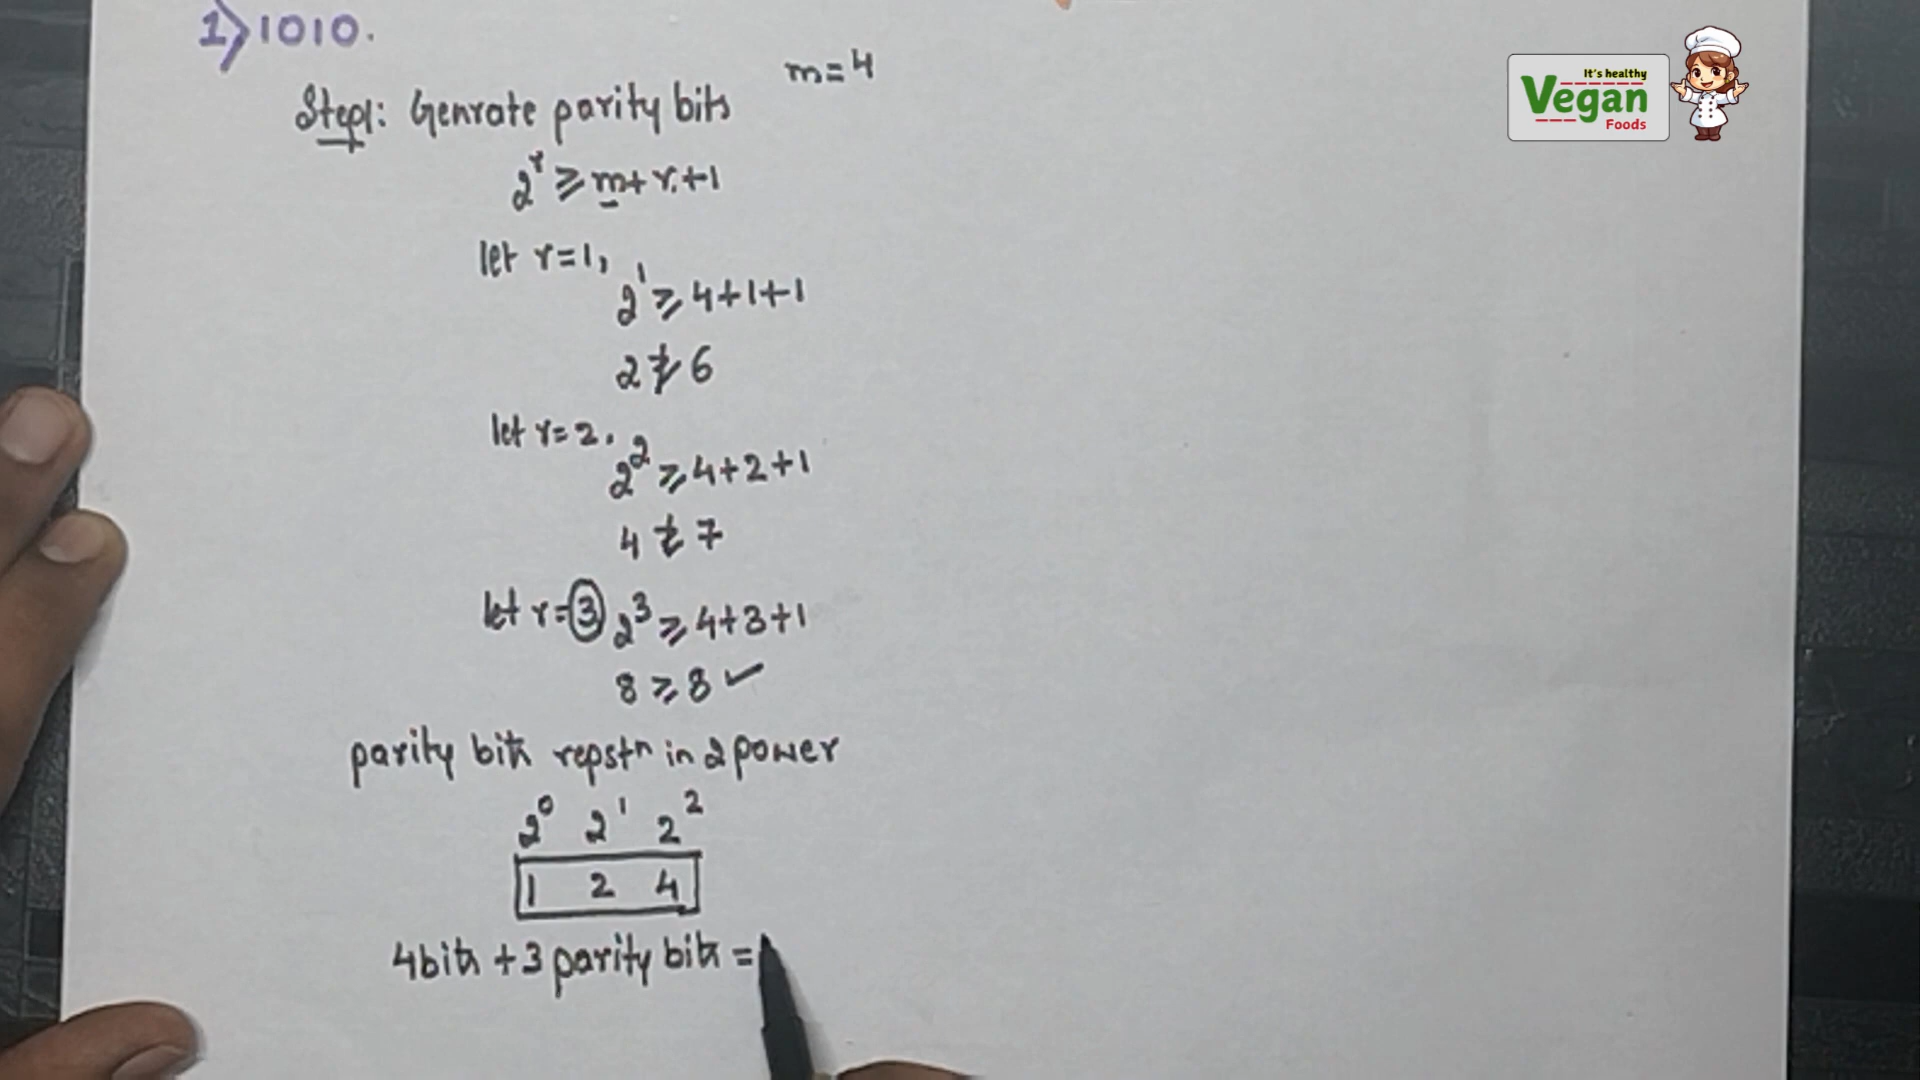 1) 1010.
m=4
Step1: Genrate parity bits
2^r ≥ m+r+1
let r=1,
2^1 ≥ 4+1+1
2 ≱ 6
let r=2.
2^2 ≥ 4+2+1
4 ≱ 7
let r=3 2^3 ≥ 4+3+1
8 ≥ 8 ✓
parity bits repstn in 2 power
2^0 2^1 2^2
1 2 4
4bits + 3 parity bits =
It's healthy
Vegan
Foods